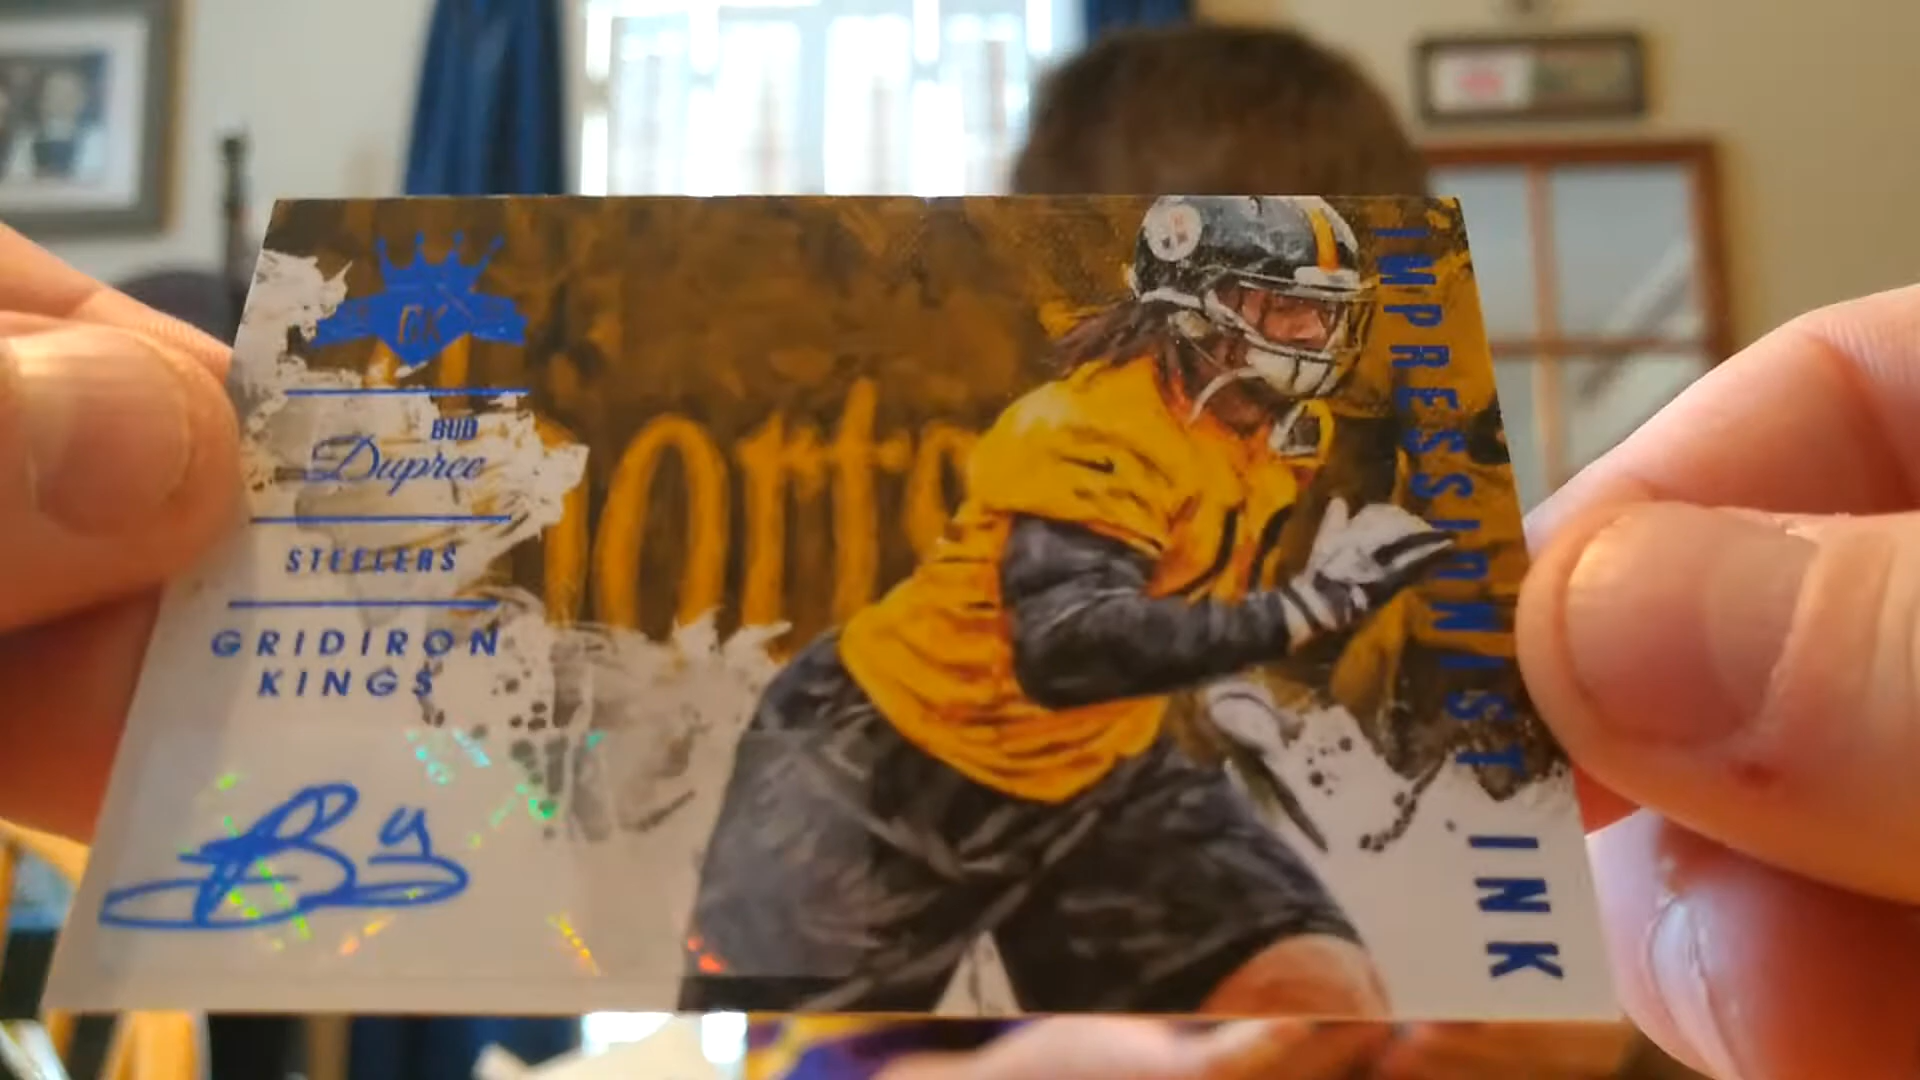 GK
BUD
Dupree
STEELERS
GRIDIRON
KINGS
IMPRESSIONIST INK